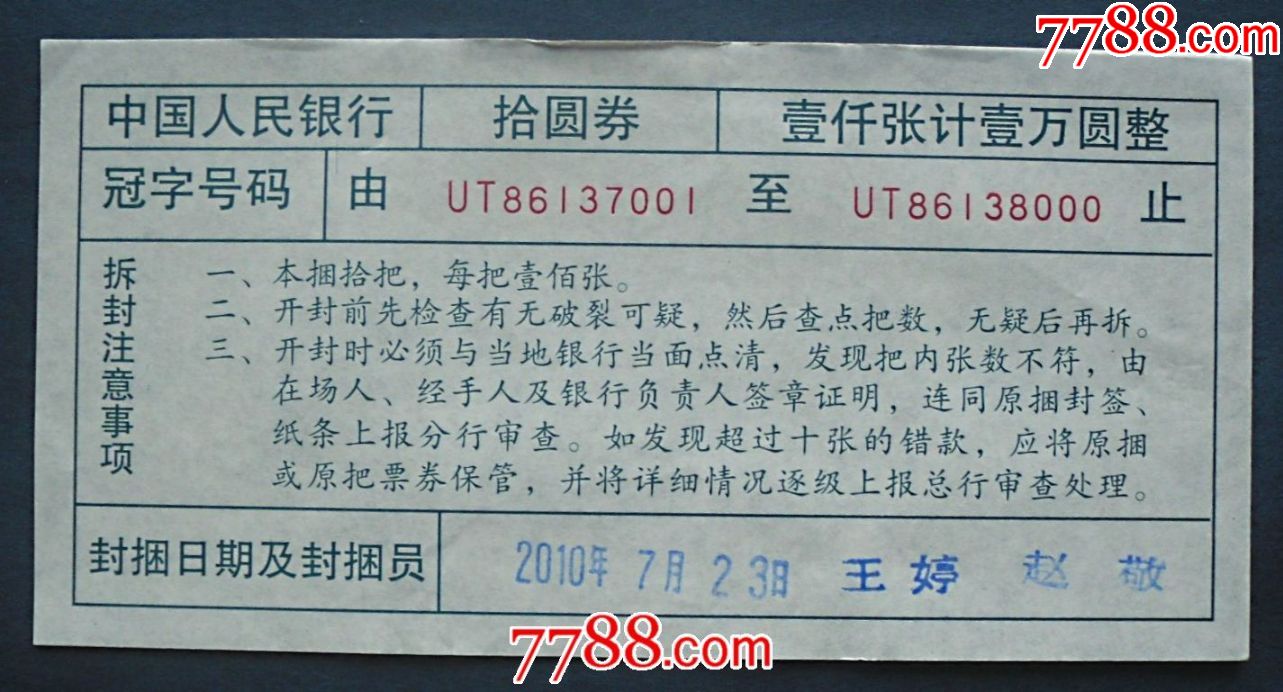 7788.com
中国人民银行 拾圆券 壹仟张计壹万圆整
冠字号码 由 UT86137001 至 UT86138000 止
拆封注意事项
一、本捆拾把，每把壹佰张。
二、开封前先检查有无破裂可疑，然后查点把数，无疑后再拆。
三、开封时必须与当地银行当面点清，发现把内张数不符，由
在场人、经手人及银行负责人签章证明，连同原捆封签、
纸条上报分行审查。如发现超过十张的错款，应将原捆
或原把票券保管，并将详细情况逐级上报总行审查处理。
封捆日期及封捆员 2010年 7月 23日 王婷 赵敬
7788.com